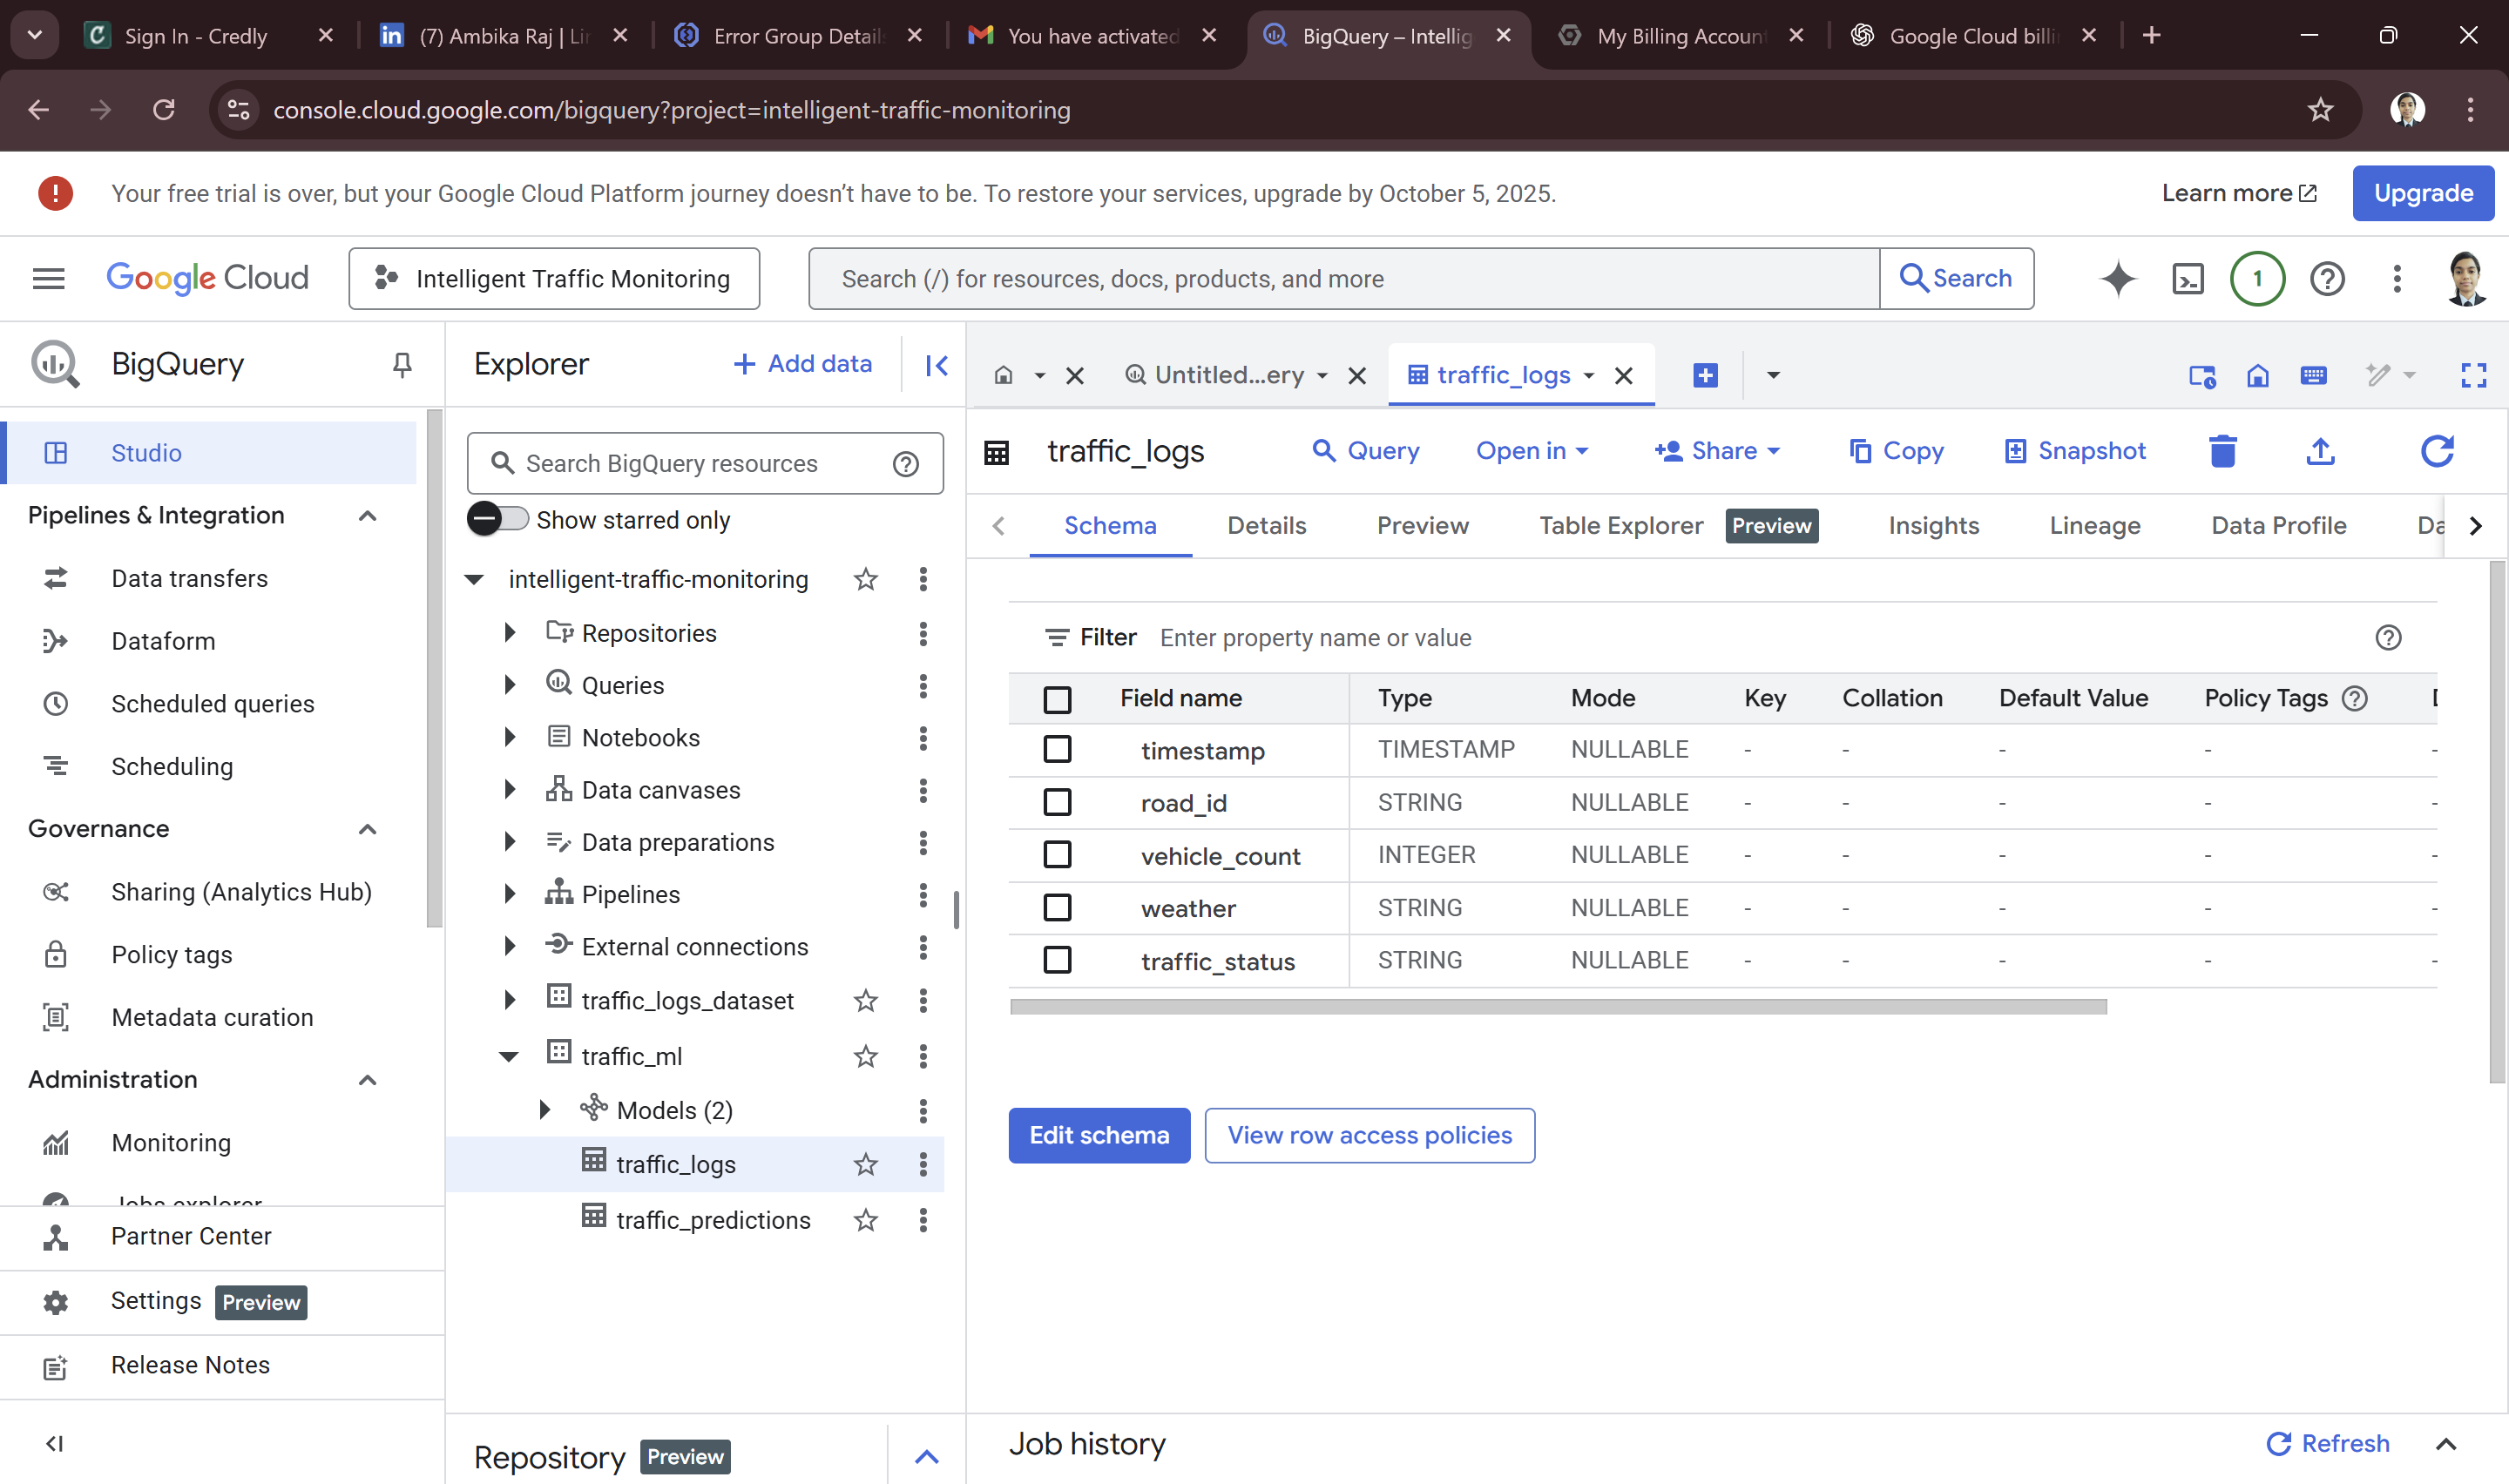 Sign In - Credly
(7) Ambika Raj | Li
Error Group Detail
You have activated
BigQuery – Intellig
My Billing Accoun
Google Cloud billi
console.cloud.google.com/bigquery?project=intelligent-traffic-monitoring
Your free trial is over, but your Google Cloud Platform journey doesn’t have to be. To restore your services, upgrade by October 5, 2025.
Learn more
Upgrade
Google Cloud
Intelligent Traffic Monitoring
Search (/) for resources, docs, products, and more
Search
1
BigQuery
Studio
Pipelines & Integration
Data transfers
Dataform
Scheduled queries
Scheduling
Governance
Sharing (Analytics Hub)
Policy tags
Metadata curation
Administration
Monitoring
Jobs explorer
Partner Center
Settings Preview
Release Notes
Explorer
Add data
Search BigQuery resources
Show starred only
intelligent-traffic-monitoring
Repositories
Queries
Notebooks
Data canvases
Data preparations
Pipelines
External connections
traffic_logs_dataset
traffic_ml
Models (2)
traffic_logs
traffic_predictions
Repository Preview
Untitled...ery
traffic_logs
traffic_logs
Query
Open in
Share
Copy
Snapshot
Schema Details Preview Table Explorer Preview Insights Lineage Data Profile Da
Filter Enter property name or value
Field name Type Mode Key Collation Default Value Policy Tags
timestamp TIMESTAMP NULLABLE - - - - -
road_id STRING NULLABLE - - - - -
vehicle_count INTEGER NULLABLE - - - - -
weather STRING NULLABLE - - - - -
traffic_status STRING NULLABLE - - - - -
Edit schema
View row access policies
Job history
Refresh